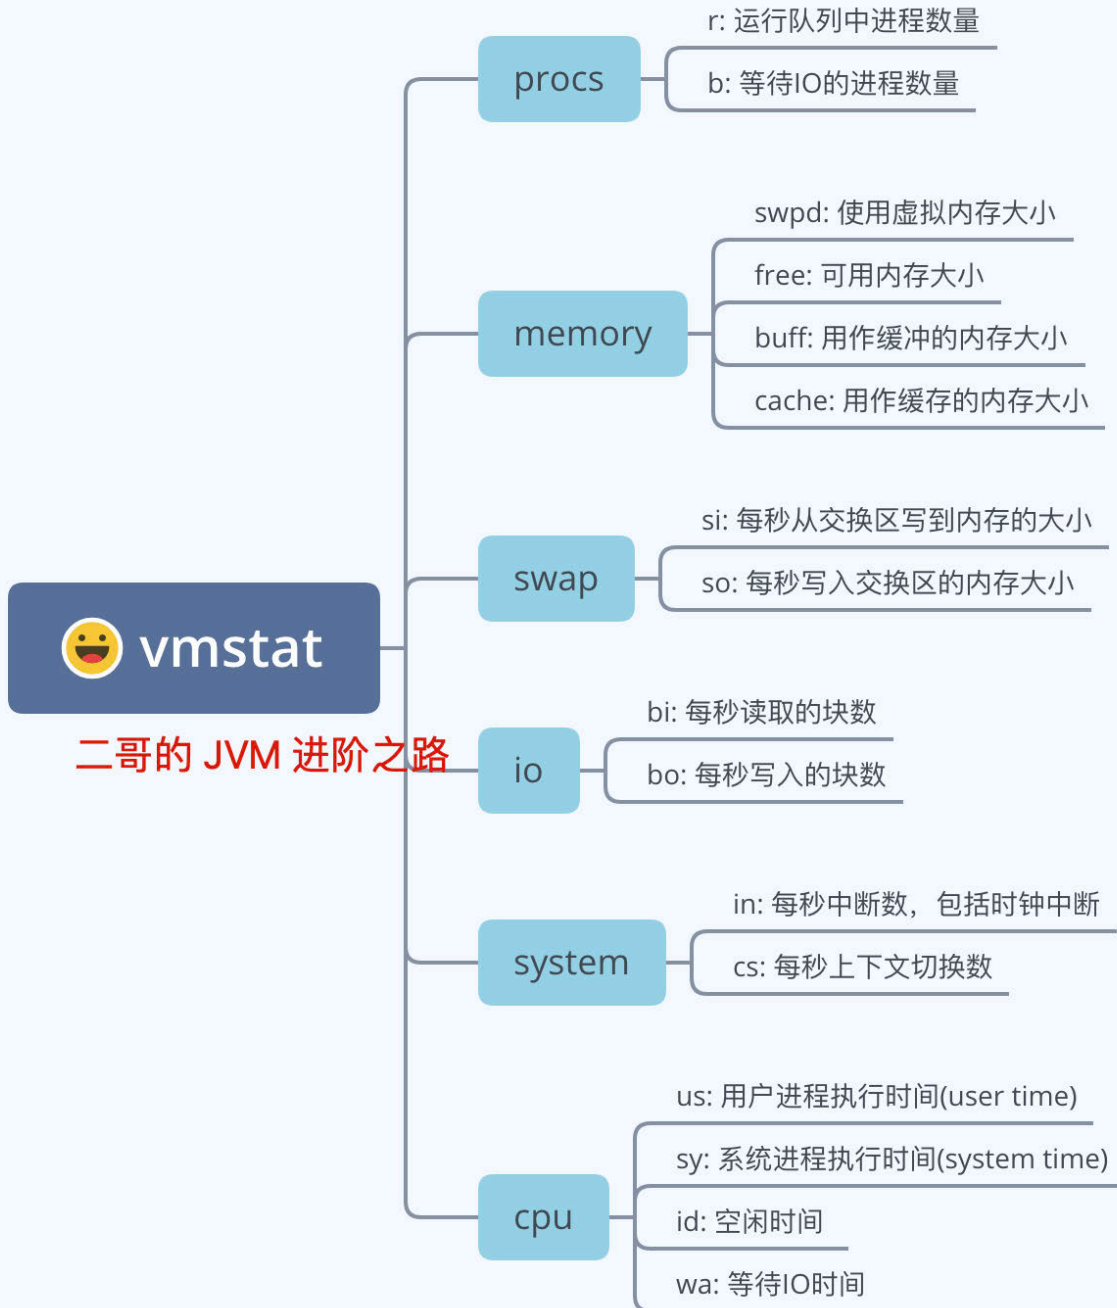 procs
r: 运行队列中进程数量
b: 等待IO的进程数量
memory
swpd: 使用虚拟内存大小
free: 可用内存大小
buff: 用作缓冲的内存大小
cache: 用作缓存的内存大小
swap
si: 每秒从交换区写到内存的大小
so: 每秒写入交换区的内存大小
vmstat
二哥的 JVM 进阶之路
io
bi: 每秒读取的块数
bo: 每秒写入的块数
system
in: 每秒中断数，包括时钟中断
cs: 每秒上下文切换数
cpu
us: 用户进程执行时间(user time)
sy: 系统进程执行时间(system time)
id: 空闲时间
wa: 等待IO时间